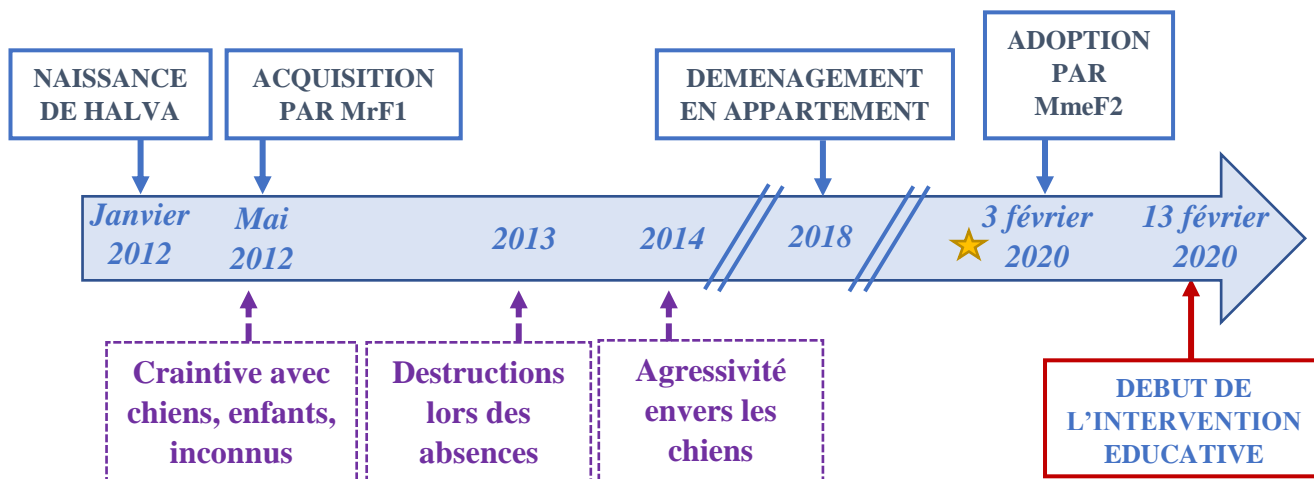 NAISSANCE
DE HALVA
ACQUISITION
PAR MrF1
DEMENAGEMENT
EN APPARTEMENT
ADOPTION
PAR
MmeF2
Janvier
2012
Mai
2012
2013
2014
2018
3 février
2020
13 février
2020
Craintive avec
chiens, enfants,
inconnus
Destructions
lors des
absences
Agressivité
envers les
chiens
DEBUT DE
L’INTERVENTION
EDUCATIVE